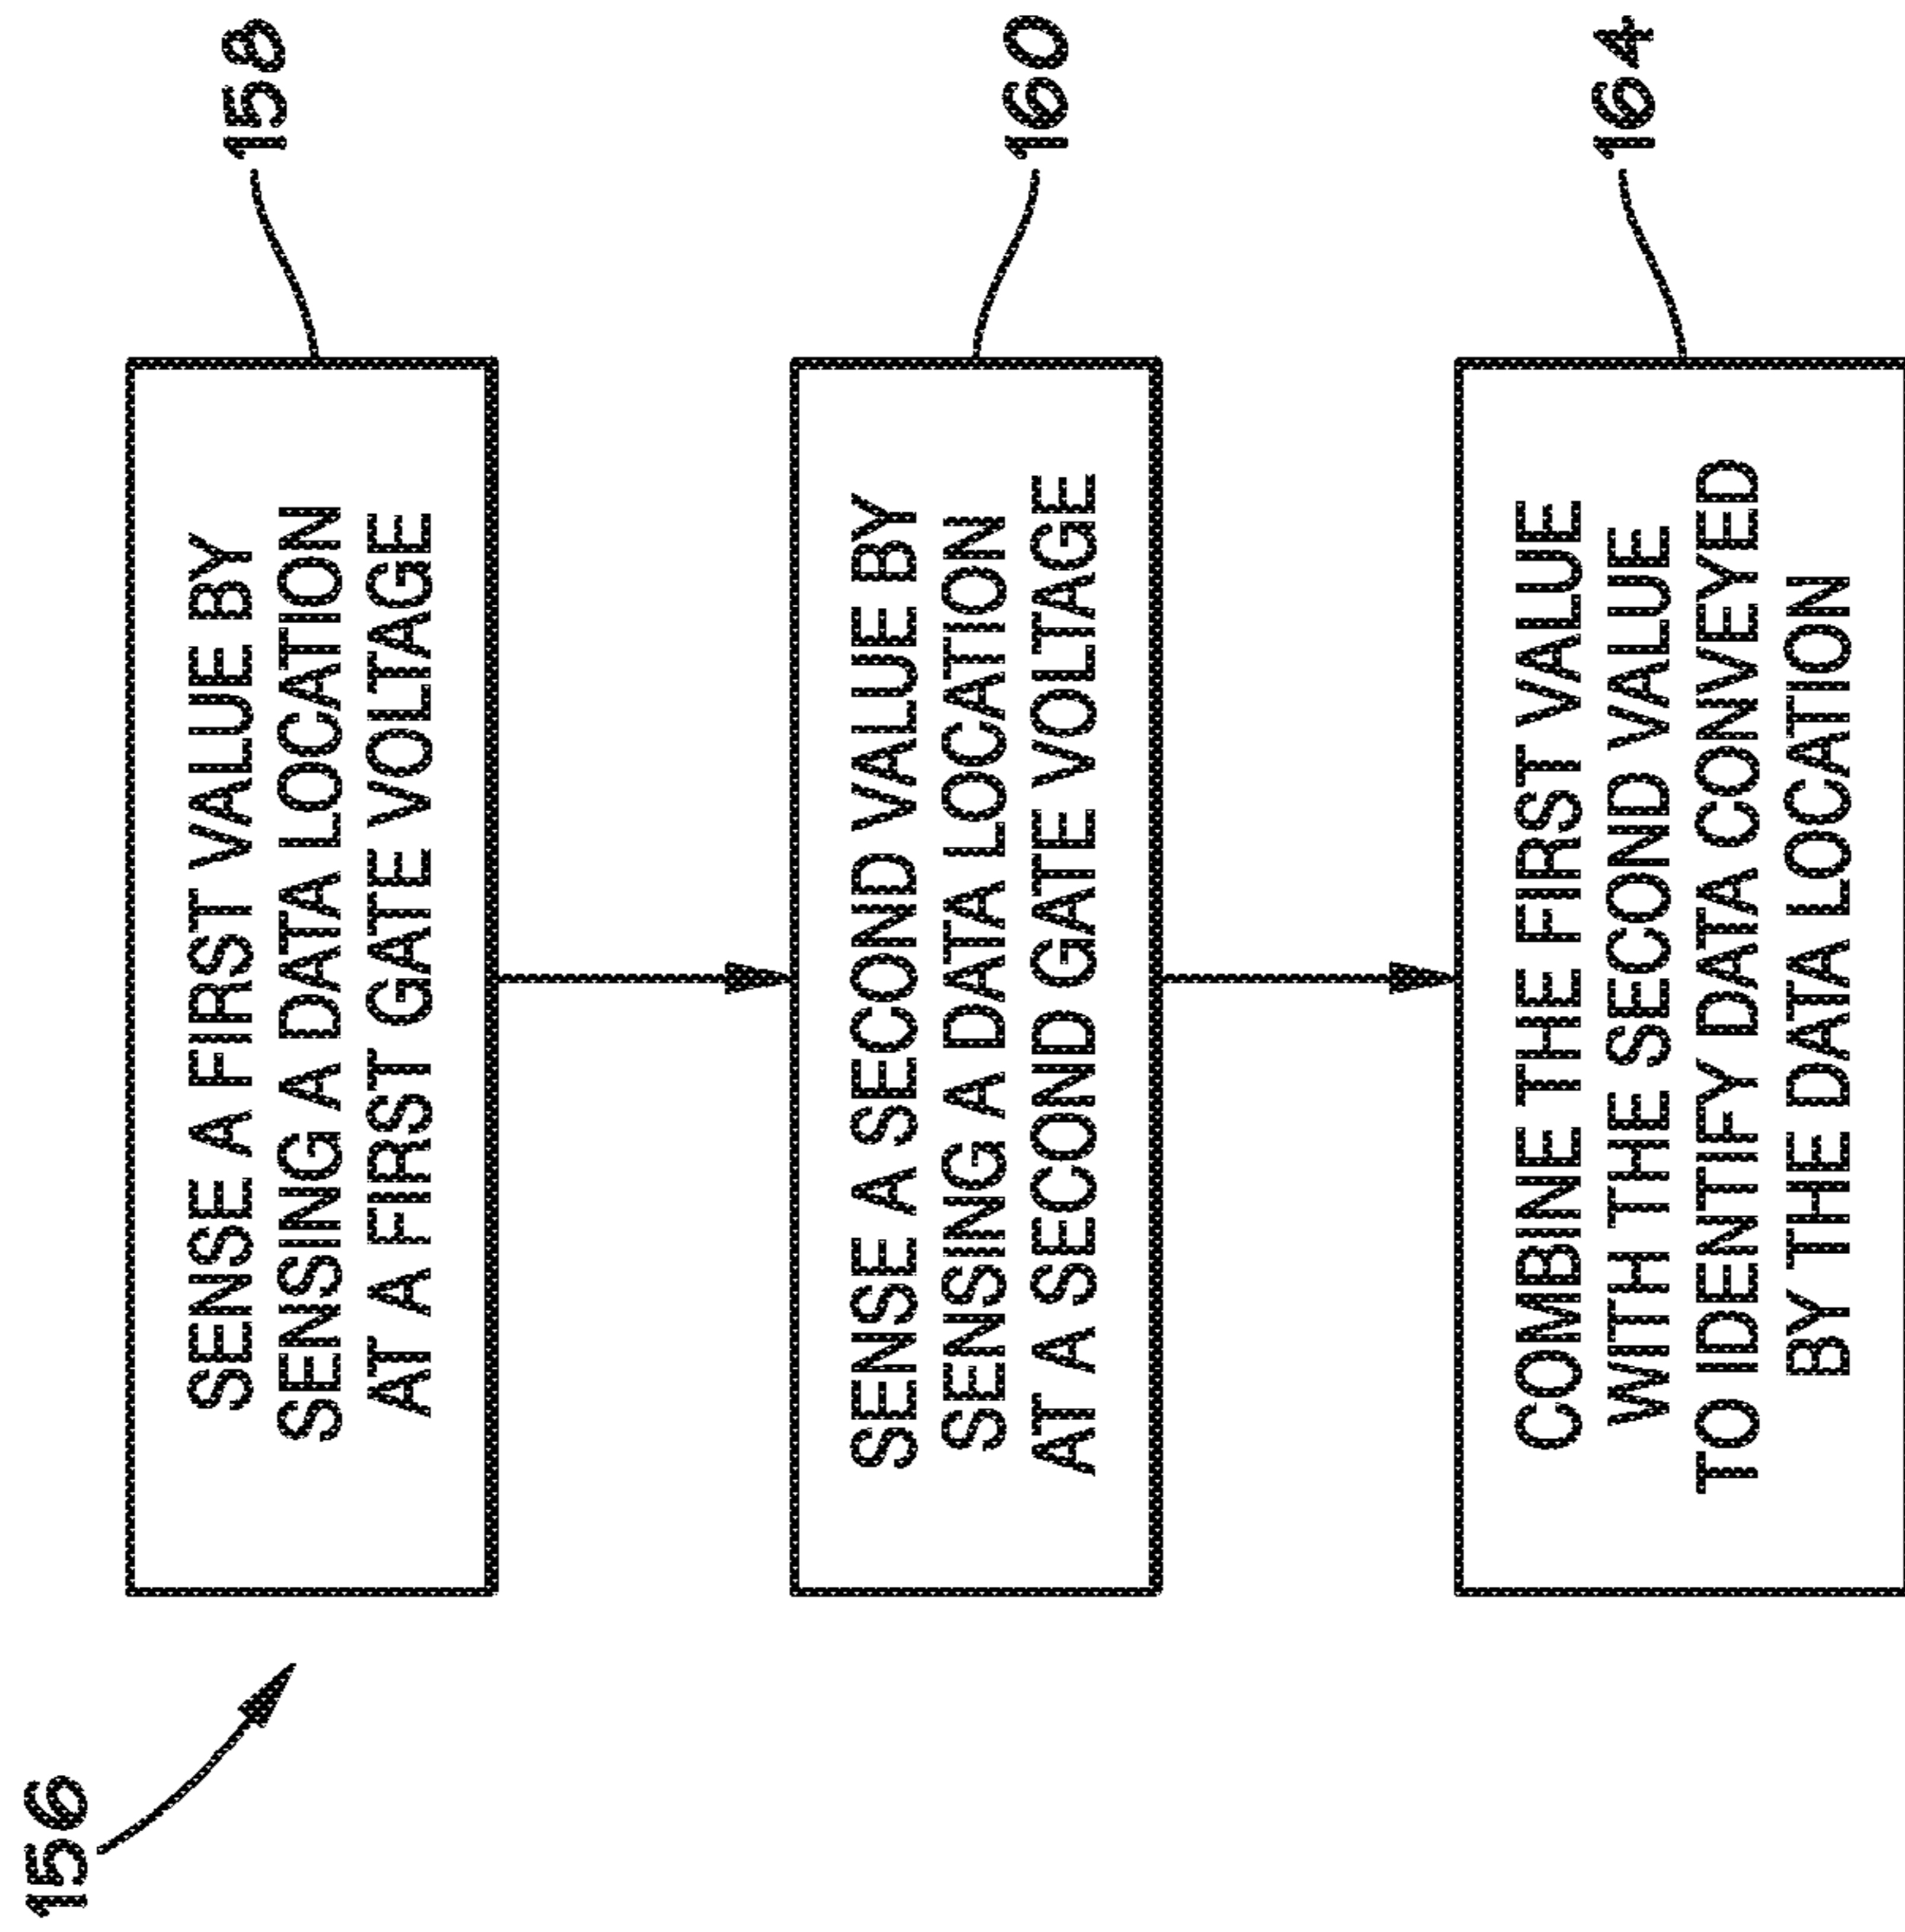 156
SENSE A FIRST VALUE BY
SENSING A DATA LOCATION
AT A FIRST GATE VOLTAGE
158
SENSE A SECOND VALUE BY
SENSING A DATA LOCATION
AT A SECOND GATE VOLTAGE
160
COMBINE THE FIRST VALUE
WITH THE SECOND VALUE
TO IDENTIFY DATA CONVEYED
BY THE DATA LOCATION
164